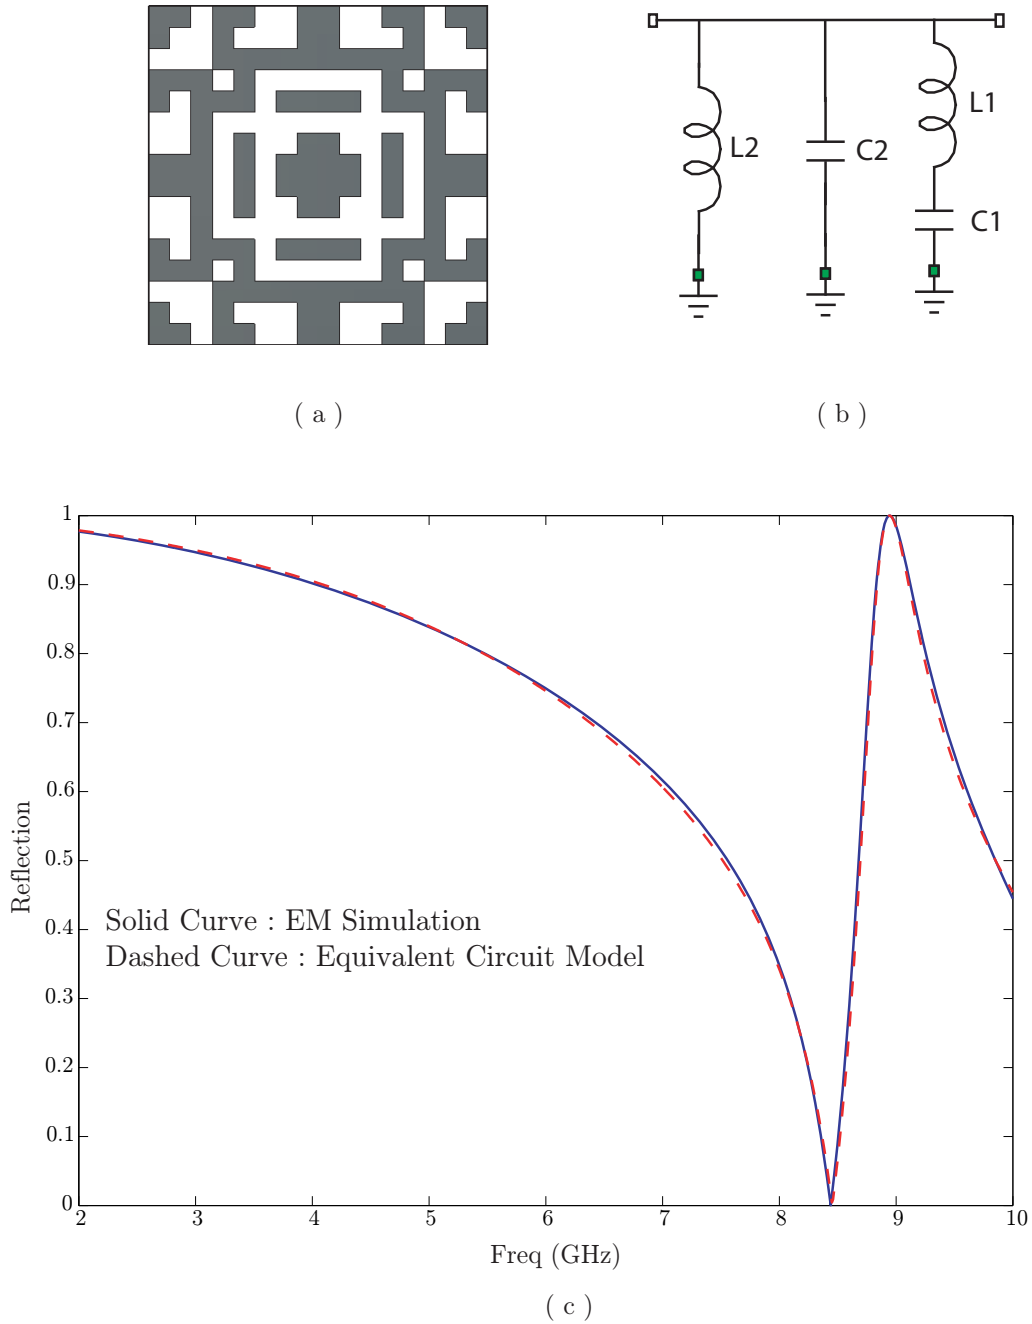 L2
C2
L1
C1
( a )
( b )
1
0.9
0.8
0.7
0.6
0.5
0.4
0.3
0.2
0.1
0
Reflection
Solid Curve : EM Simulation
Dashed Curve : Equivalent Circuit Model
2 3 4 5 6 7 8 9 10
Freq (GHz)
( c )